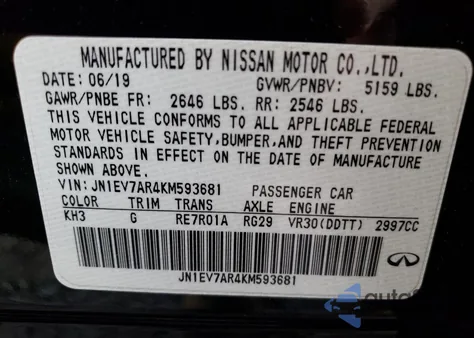 MANUFACTURED BY NISSAN MOTOR CO.,LTD.
DATE: 06/19 GVWR/PNBV: 5159 LBS.
GAWR/PNBE FR: 2646 LBS. RR: 2546 LBS.
THIS VEHICLE CONFORMS TO ALL APPLICABLE FEDERAL
MOTOR VEHICLE SAFETY,BUMPER,AND THEFT PREVENTION
STANDARDS IN EFFECT ON THE DATE OF MANUFACTURE
SHOWN ABOVE.
VIN: JN1EV7AR4KM593681 PASSENGER CAR
COLOR TRIM TRANS AXLE ENGINE
KH3 G RE7R01A RG29 VR30(DDTT) 2997CC
JN1EV7AR4KM593681